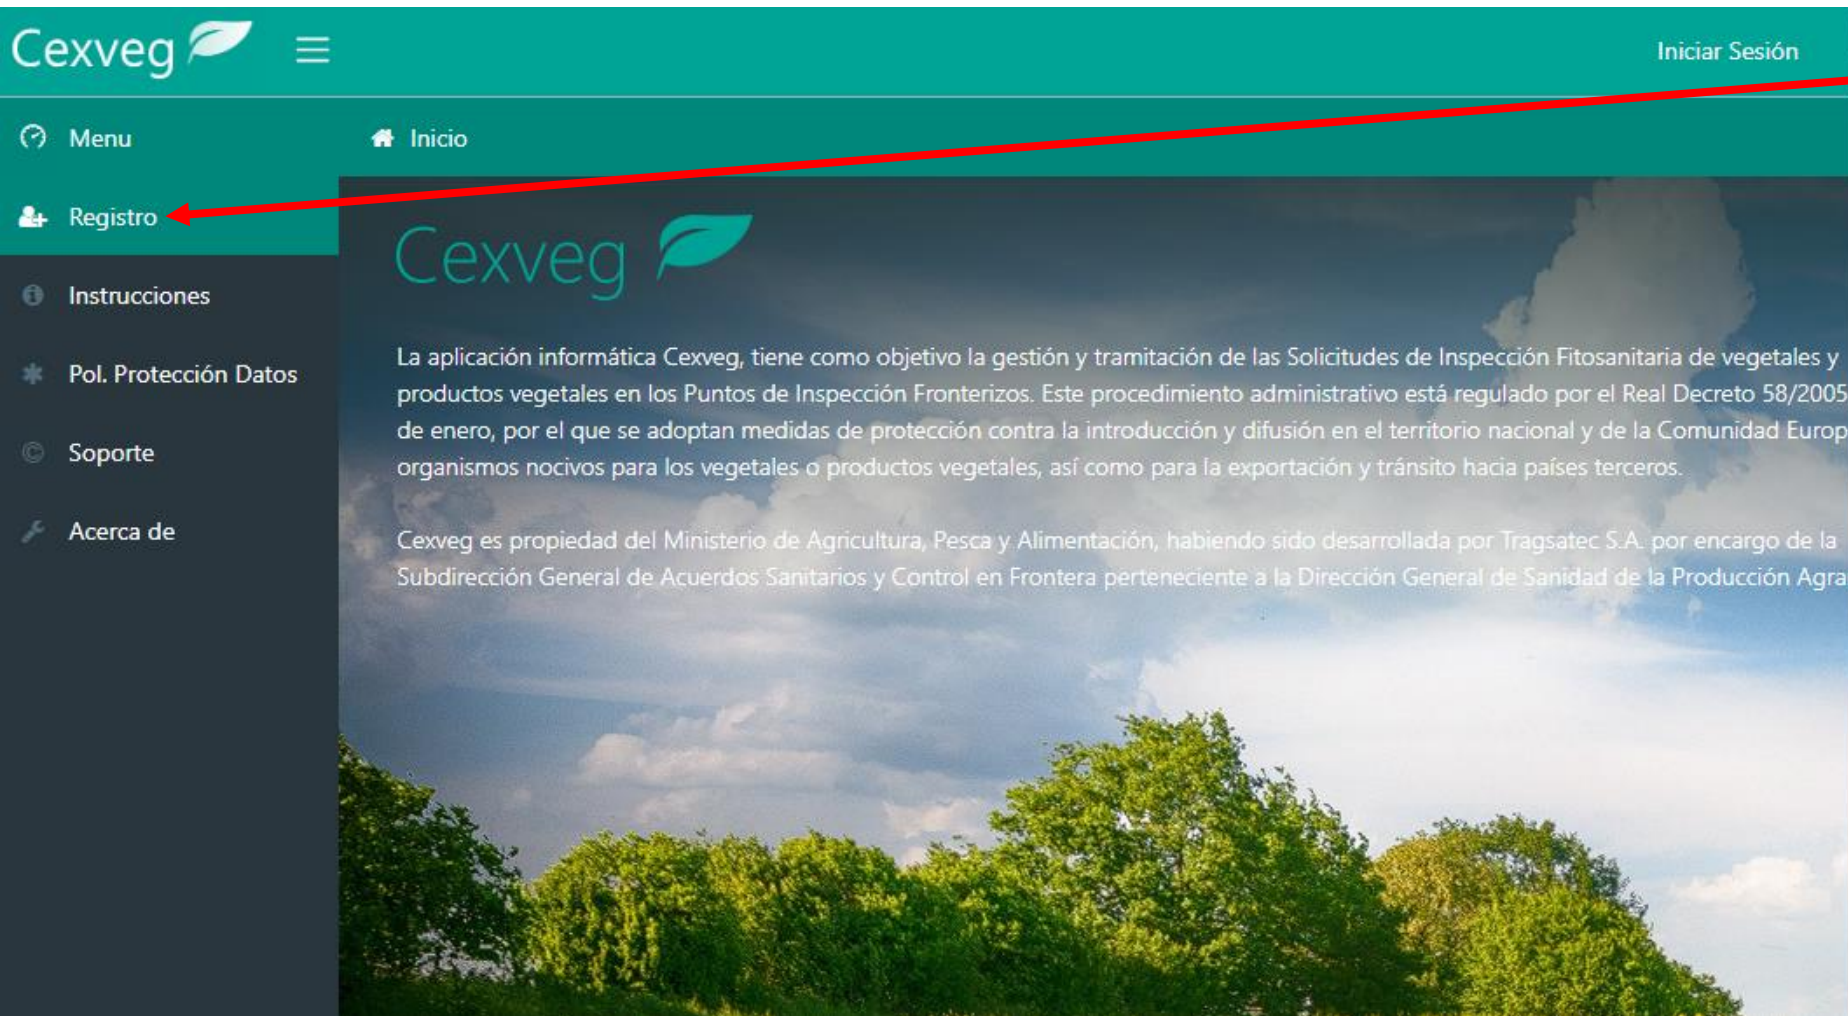 Cexveg
Iniciar Sesión
Menu
Inicio
Registro
Cexveg
Instrucciones
Pol. Protección Datos
Soporte
Acerca de
La aplicación informática Cexveg, tiene como objetivo la gestión y tramitación de las Solicitudes de Inspección Fitosanitaria de vegetales y
productos vegetales en los Puntos de Inspección Fronterizos. Este procedimiento administrativo está regulado por el Real Decreto 58/2005
de enero, por el que se adoptan medidas de protección contra la introducción y difusión en el territorio nacional y de la Comunidad Europ
organismos nocivos para los vegetales o productos vegetales, así como para la exportación y tránsito hacia países terceros.
Cexveg es propiedad del Ministerio de Agricultura, Pesca y Alimentación, habiendo sido desarrollada por Tragsatec S.A. por encargo de la
Subdirección General de Acuerdos Sanitarios y Control en Frontera perteneciente a la Dirección General de Sanidad de la Producción Agra